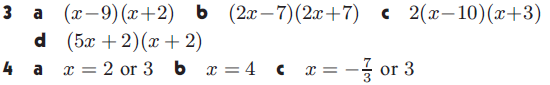 3 a (x−9)(x+2) b (2x−7)(2x+7) c 2(x−10)(x+3)
d (5x + 2)(x + 2)
4 a x = 2 or 3 b x = 4 c x = −7/3 or 3